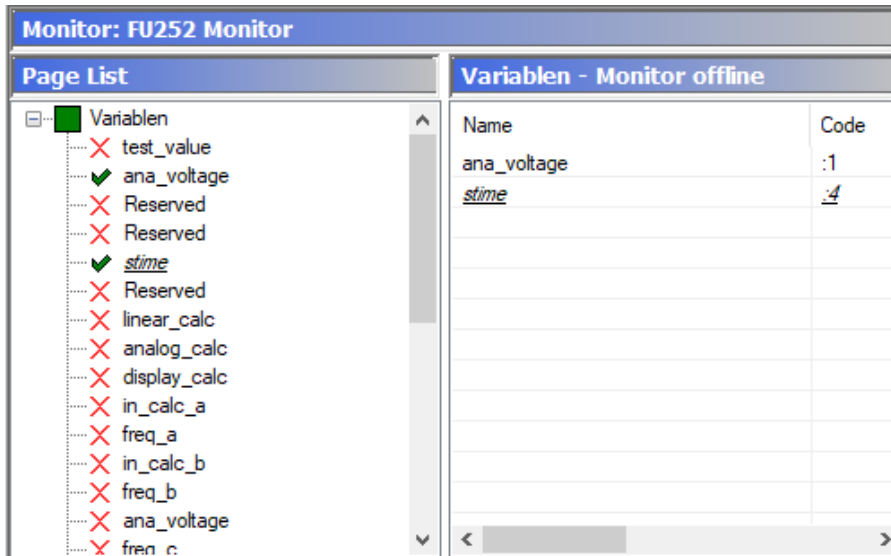 Monitor: FU252 Monitor
Page List
Variablen
test_value
ana_voltage
Reserved
Reserved
stime
Reserved
linear_calc
analog_calc
display_calc
in_calc_a
freq_a
in_calc_b
freq_b
ana_voltage
freq_c
Variablen - Monitor offline
Name Code
ana_voltage :1
stime :4